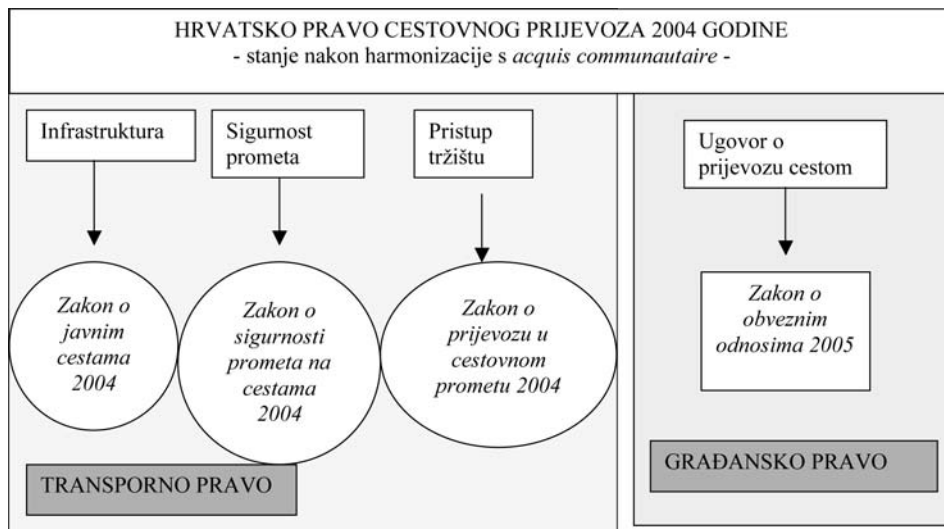 HRVATSKO PRAVO CESTOVNOG PRIJEVOZA 2004 GODINE
- stanje nakon harmonizacije s acquis communautaire -
Infrastruktura
Sigurnost
prometa
Pristup
tržištu
Ugovor o
prijevozu cestom
Zakon o
javnim
cestama
2004
Zakon o
sigurnosti
prometa na
cestama
2004
Zakon o
prijevozu u
cestovnom
prometu 2004
Zakon o
obveznim
odnosima 2005
TRANSPORNO PRAVO
GRAĐANSKO PRAVO